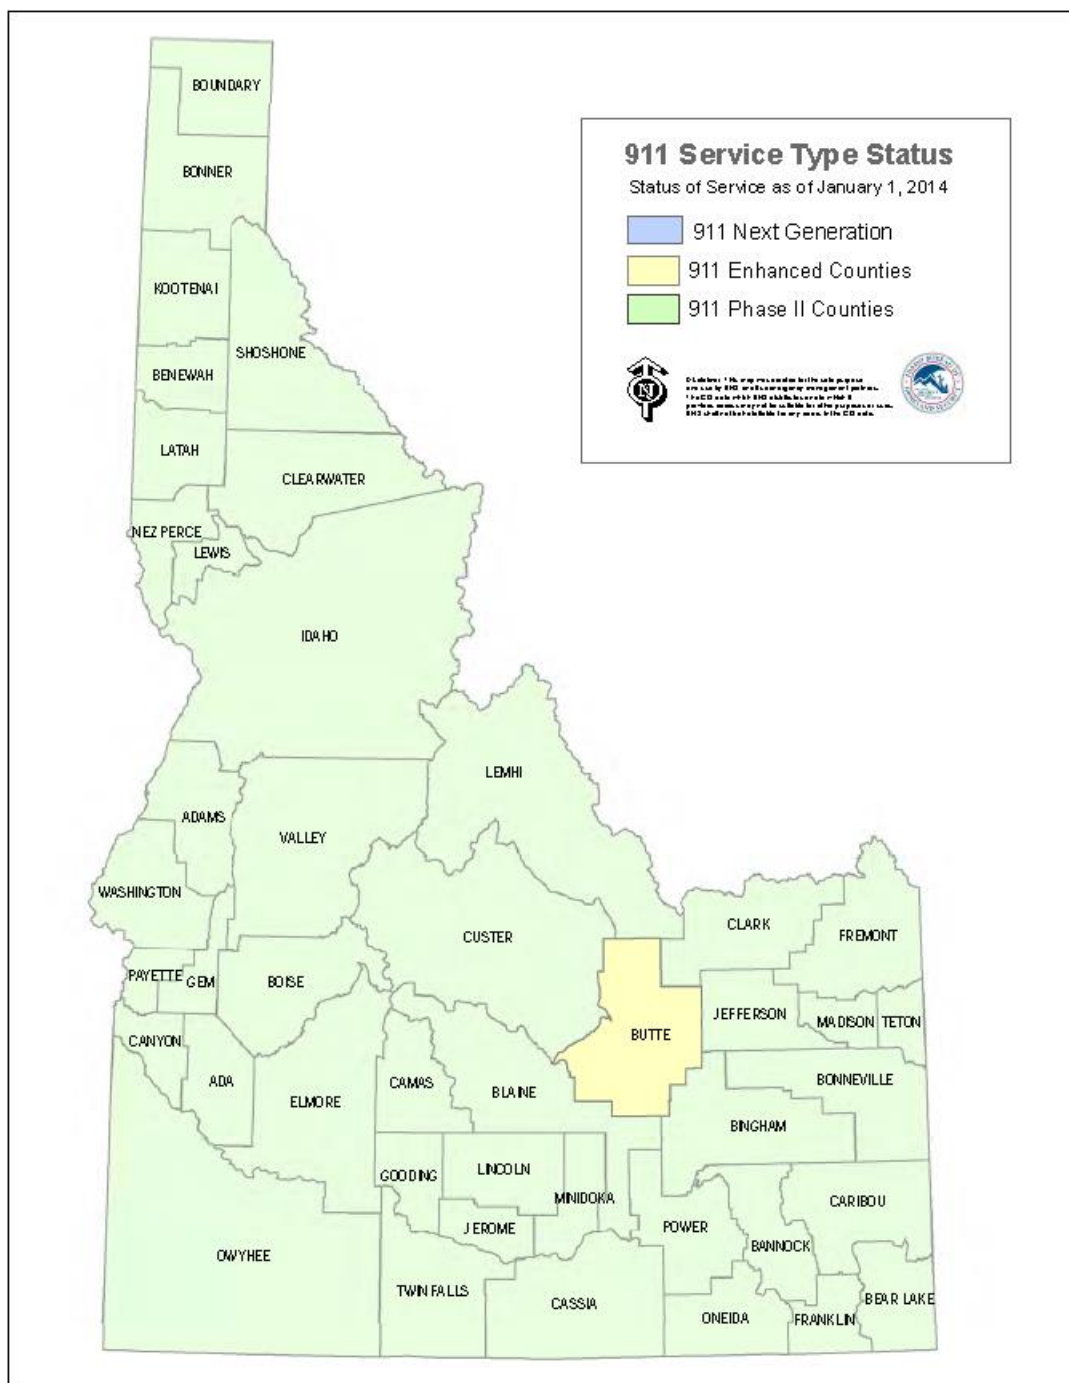 BOUNDARY
BONNER
911 Service Type Status
Status of Service as of January 1, 2014
911 Next Generation
911 Enhanced Counties
911 Phase II Counties
KOOTENAI
SHOSHONE
BENEWAH
LATAH
CLEARWATER
NEZ PERCE
LEWIS
IDAHO
LEMHI
ADAMS
VALLEY
WASHINGTON
CUSTER
CLARK
FREMONT
PAYETTE
GEM
BOISE
BUTTE
JEFFERSON
MADISON
TETON
CANYON
ADA
ELMORE
CAMAS
BLAINE
BONNEVILLE
BINGHAM
GOODING
LINCOLN
MINIDOKA
JEROME
POWER
CARIBOU
BANNOCK
OWYHEE
TWIN FALLS
CASSIA
ONEIDA
FRANKLIN
BEAR LAKE